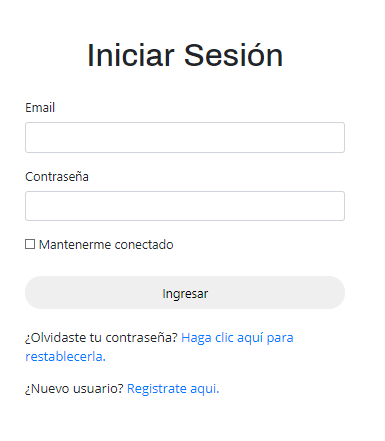 Iniciar Sesión
Email
Contraseña
Mantenerme conectado
Ingresar
¿Olvidaste tu contraseña? Haga clic aquí para
restablecerla.
¿Nuevo usuario? Registrate aqui.